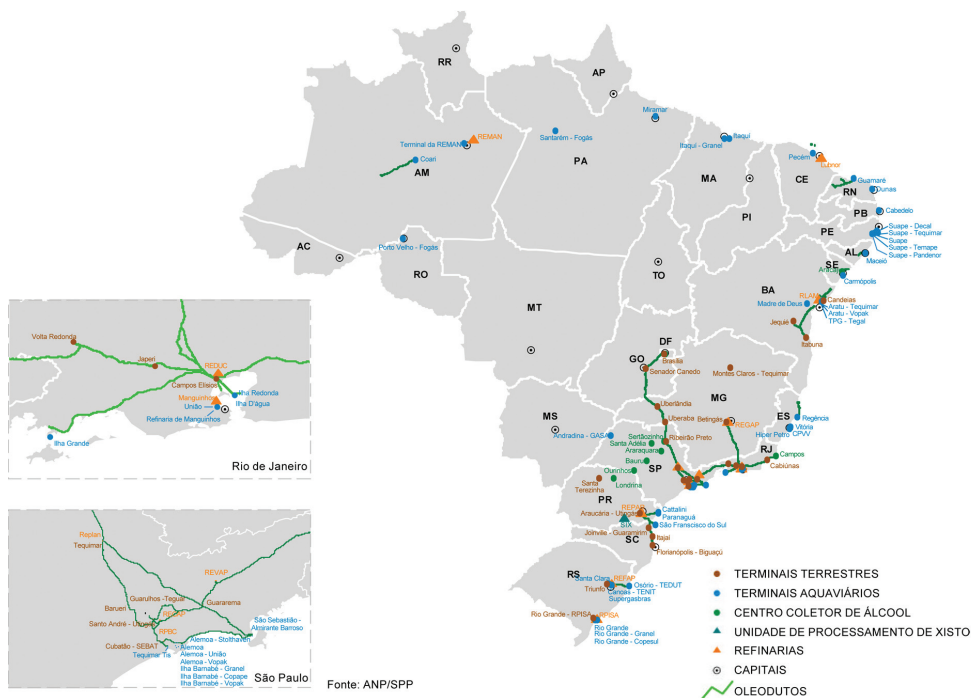 RR
AP
REMAN
Terminal da REMAN
Coari
AM
Santarém - Fogás
Miramar
PA
Itaqui
Itaqui - Granel
MA
PI
Pecém
Lubnor
CE
Guamaré
RN
Dunas
PB
Cabedelo
PE
Suape - Decal
Suape - Tequimar
Suape
Suape - Temape
Suape - Pandenor
AL
Maceió
SE
Aracaju
Carmópolis
AC
Porto Velho - Fogás
RO
TO
MT
BA
RLAM
Candeias
Madre de Deus
Aratu - Tequimar
Aratu - Vopak
TPG - Tegal
Jequié
Itabuna
DF
Brasília
GO
Senador Canedo
Montes Claros - Tequimar
MG
Uberlândia
Uberaba
Betingás
REGAP
ES
Regência
Vitória
CPVV
Hiper Petro
MS
Andradina - GASA
Sertãozinho
Santa Adélia
Ribeirão Preto
Araraquara
Bauru
SP
Ourinhos
Londrina
RJ
Campos
Cabiúnas
Santa
Terezinha
PR
REPAR
Araucária - Utingás
SIX
Cattalini
Paranaguá
São Franscisco do Sul
Joinville - Guaramirim
Itajaí
SC
Florianópolis - Biguaçú
RS
Santa Clara
REFAP
Triunfo
Canoas - TENIT
Supergasbras
Osório - TEDUT
Rio Grande - RPISA
RPISA
Rio Grande
Rio Grande - Granel
Rio Grande - Copesul
Volta Redonda
Japeri
REDUC
Campos Elísios
Manguinhos
União
Refinaria de Manguinhos
Ilha Redonda
Ilha D'água
Ilha Grande
Rio de Janeiro
Replan
Tequimar
REVAP
Guarulhos - Tegual
Barueri
Guararema
RECAP
Santo André - Utingás
RPBC
Cubatão - SEBAT
Tequimar Tis
Alemoa - Stolthaven
Alemoa
Alemoa - União
Alemoa - Vopak
Ilha Barnabé - Granel
Ilha Barnabé - Copape
Ilha Barnabé - Vopak
São Sebastião -
Almirante Barroso
São Paulo
Fonte: ANP/SPP
TERMINAIS TERRESTRES
TERMINAIS AQUAVIÁRIOS
CENTRO COLETOR DE ÁLCOOL
UNIDADE DE PROCESSAMENTO DE XISTO
REFINARIAS
CAPITAIS
OLEODUTOS